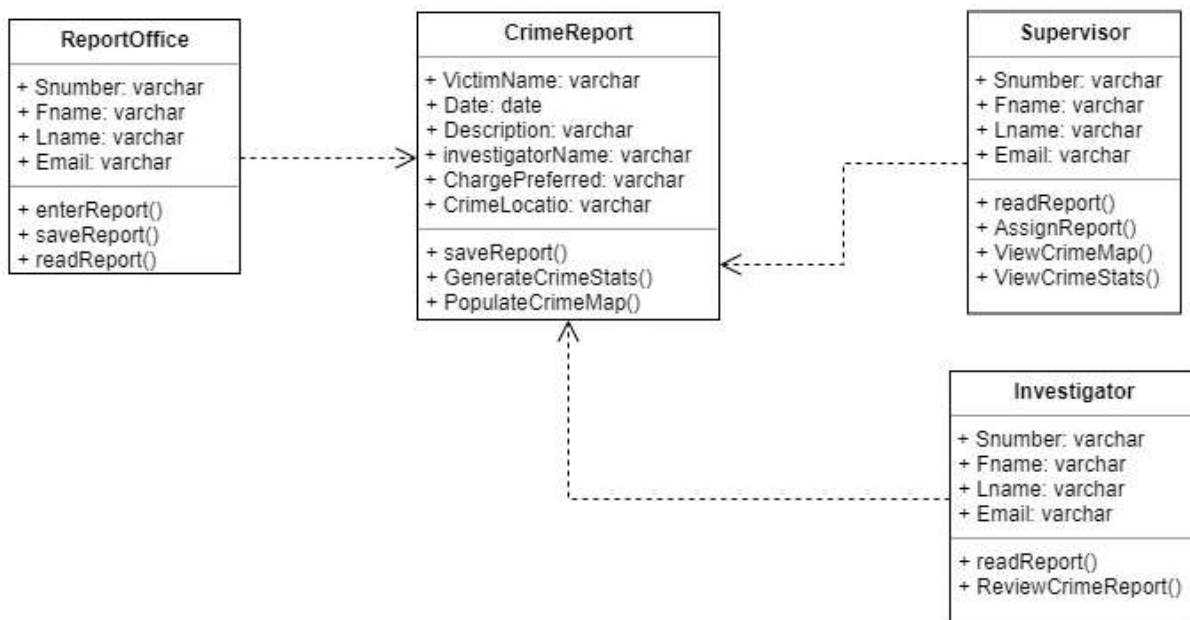 ReportOffice
+ Snumber: varchar
+ Fname: varchar
+ Lname: varchar
+ Email: varchar
+ enterReport()
+ saveReport()
+ readReport()
CrimeReport
+ VictimName: varchar
+ Date: date
+ Description: varchar
+ investigatorName: varchar
+ ChargePreferred: varchar
+ CrimeLocatio: varchar
+ saveReport()
+ GenerateCrimeStats()
+ PopulateCrimeMap()
Supervisor
+ Snumber: varchar
+ Fname: varchar
+ Lname: varchar
+ Email: varchar
+ readReport()
+ AssignReport()
+ ViewCrimeMap()
+ ViewCrimeStats()
Investigator
+ Snumber: varchar
+ Fname: varchar
+ Lname: varchar
+ Email: varchar
+ readReport()
+ ReviewCrimeReport()